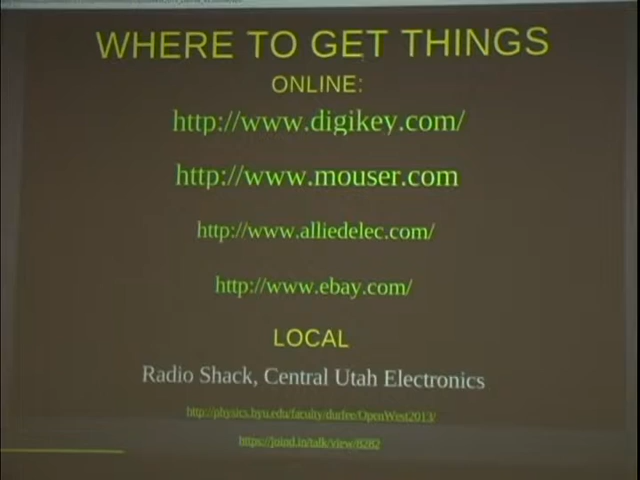 WHERE TO GET THINGS
ONLINE:
http://www.digikey.com/
http://www.mouser.com
http://www.alliedelec.com/
http://www.ebay.com/
LOCAL
Radio Shack, Central Utah Electronics
http://physics.byu.edu/faculty/durfee/OpenWest2013/
https://joind.in/talk/view/8282